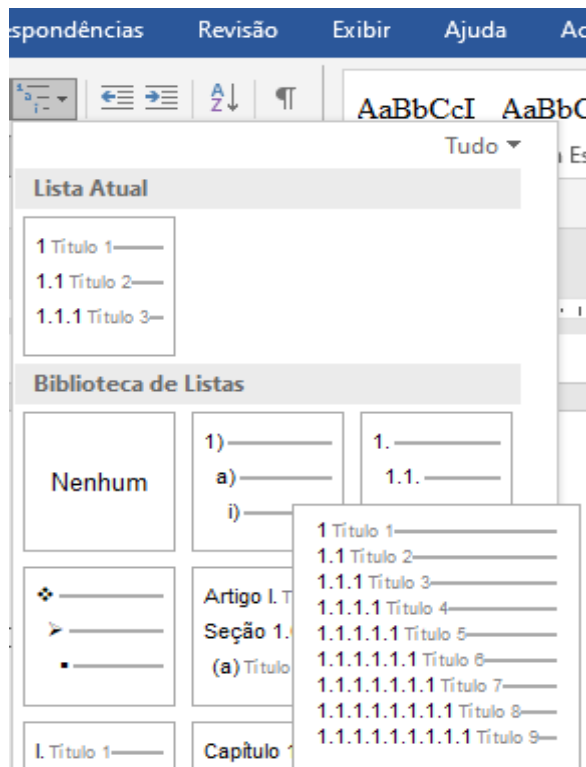 spondências Revisão Exibir Ajuda Ac
AaBbCcI AaBbC
Tudo
Es
Lista Atual
1 Título 1
1.1 Título 2
1.1.1 Título 3
Biblioteca de Listas
Nenhum
1)
a)
i)
1.
1.1.
Artigo I. T
Seção 1.
(a) Título
1 Título 1
1.1 Título 2
1.1.1 Título 3
1.1.1.1 Título 4
1.1.1.1.1 Título 5
1.1.1.1.1.1 Título 6
1.1.1.1.1.1.1 Título 7
1.1.1.1.1.1.1.1 Título 8
1.1.1.1.1.1.1.1.1 Título 9
I. Título 1
Capítulo 1